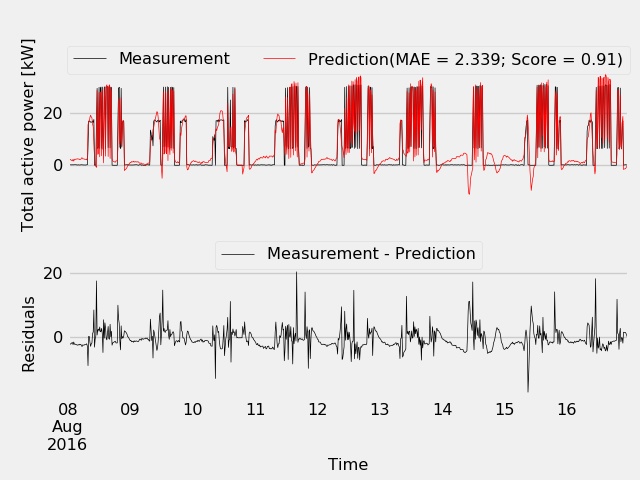 Measurement
Prediction(MAE = 2.339; Score = 0.91)
Total active power [kW]
20
0
Measurement - Prediction
Residuals
20
0
08 09 10 11 12 13 14 15 16
Aug
2016
Time